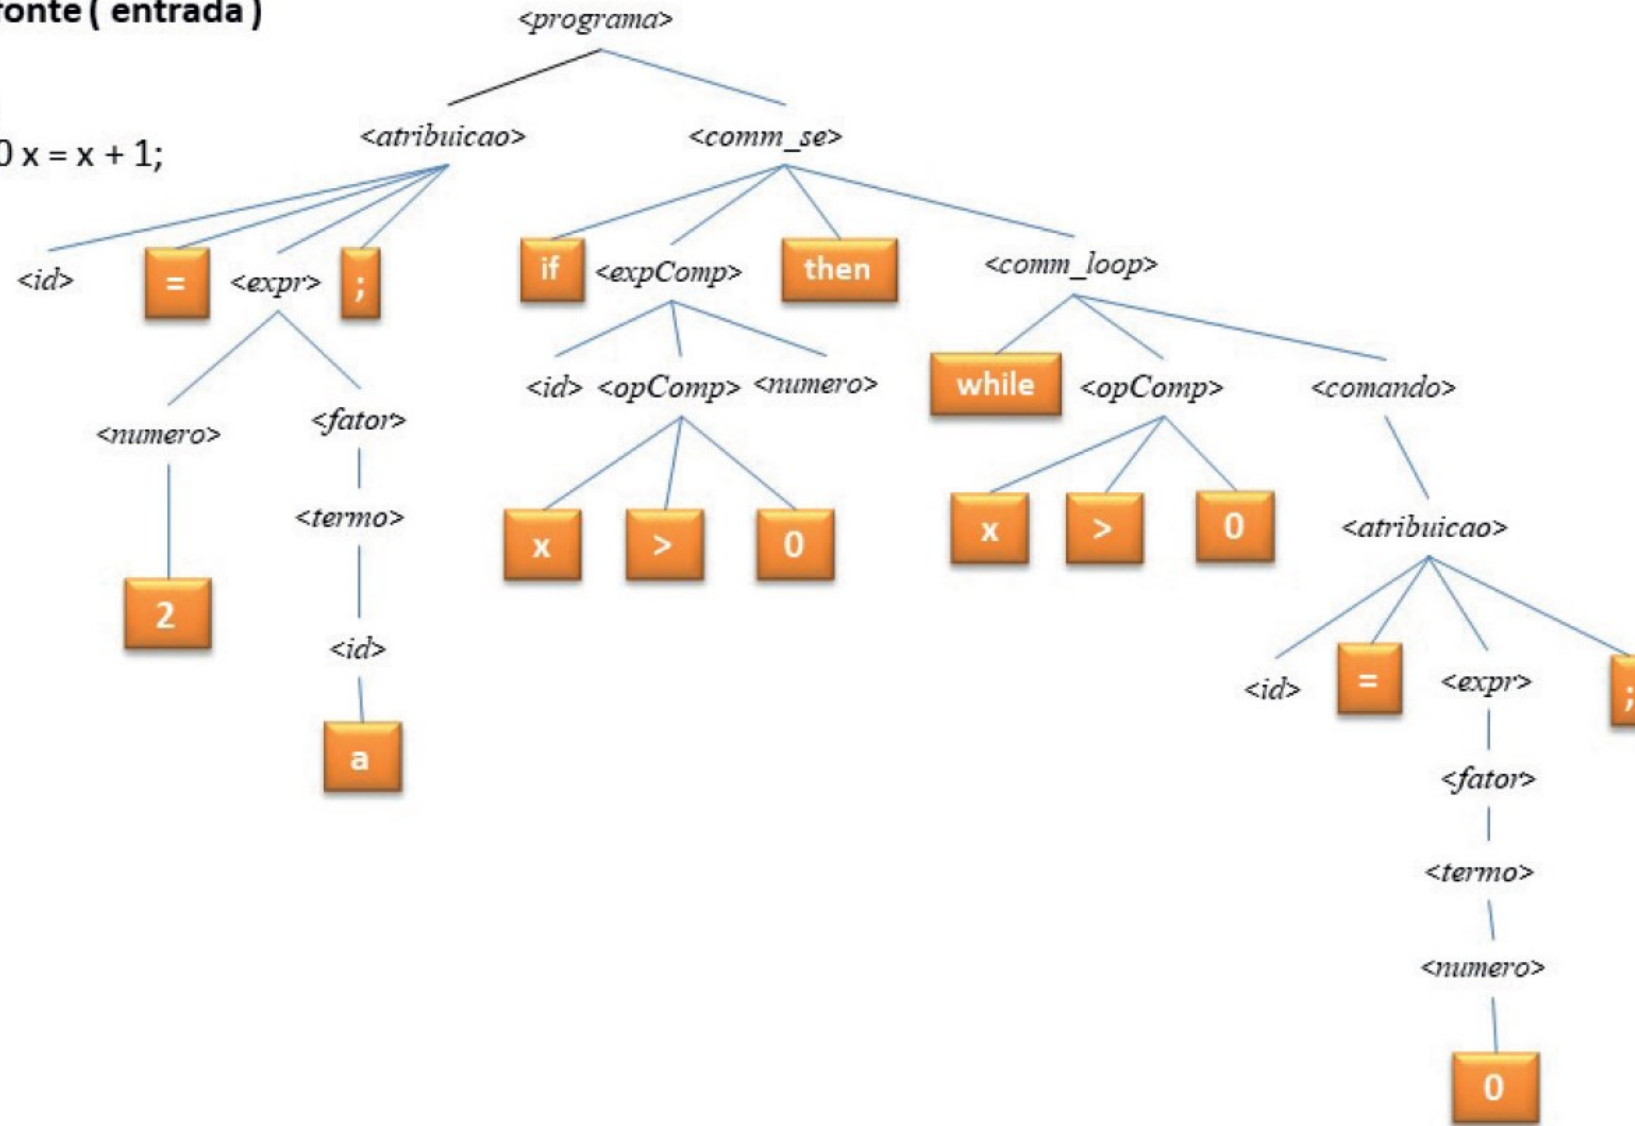 fonte ( entrada )
<programa>
<atribuicao> <comm_se>
0 x = x + 1;
<id> = <expr> ; if <expComp> then <comm_loop>
<id> <opComp> <numero> while <opComp> <comando>
<numero> <fator>
<termo> x > 0 x > 0 <atribuicao>
2
<id> <id> = <expr> ;
a <fator>
<termo>
<numero>
0